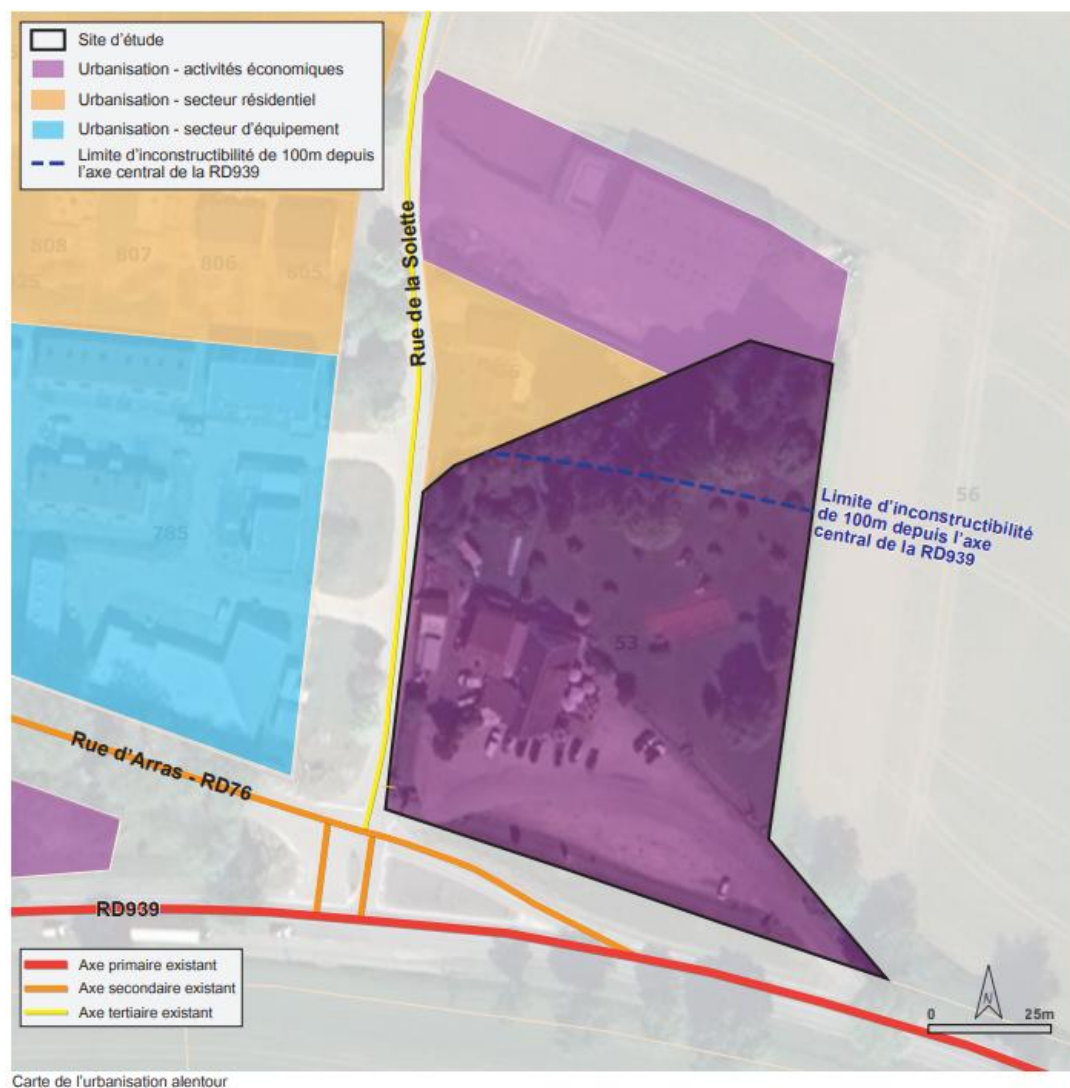 Site d'étude
Urbanisation - activités économiques
Urbanisation - secteur résidentiel
Urbanisation - secteur d'équipement
Limite d'inconstructibilité de 100m depuis
l'axe central de la RD939
808
807
806
805
Rue de la Solette
785
53
56
Limite d'inconstructibilité
de 100m depuis l'axe
central de la RD939
Rue d'Arras - RD76
RD939
Axe primaire existant
Axe secondaire existant
Axe tertiaire existant
N
0 25m
Carte de l'urbanisation alentour